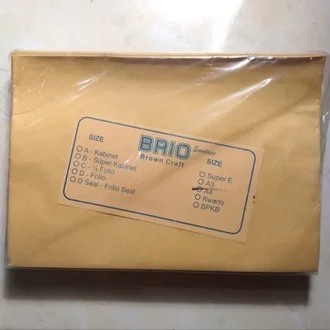 BRIO Envelope
Brown Craft
SIZE
A - Kabinet
B - Super Kabinet
C - ½ Folio
D - Folio
D Seal - Folio Seal
SIZE
Super E
A3
A4
Kwarto
BPKB